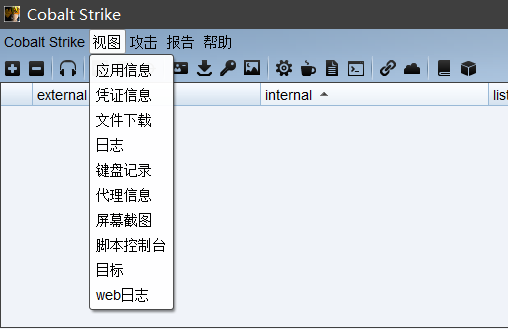 Cobalt Strike
Cobalt Strike 视图 攻击 报告 帮助
external internal list
应用信息
凭证信息
文件下载
日志
键盘记录
代理信息
屏幕截图
脚本控制台
目标
web日志